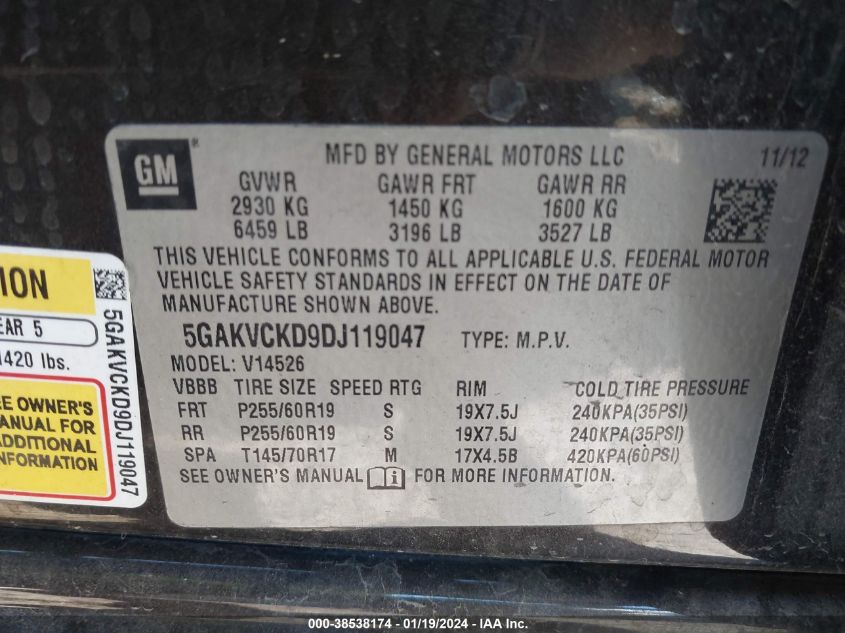 GM®
MFD BY GENERAL MOTORS LLC 11/12
GVWR GAWR FRT GAWR RR
2930 KG 1450 KG 1600 KG
6459 LB 3196 LB 3527 LB
THIS VEHICLE CONFORMS TO ALL APPLICABLE U.S. FEDERAL MOTOR
VEHICLE SAFETY STANDARDS IN EFFECT ON THE DATE OF
MANUFACTURE SHOWN ABOVE.
5GAKVCKD9DJ119047 TYPE: M.P.V.
MODEL: V14526
VBBB TIRE SIZE SPEED RTG RIM COLD TIRE PRESSURE
FRT P255/60R19 S 19X7.5J 240KPA(35PSI)
RR P255/60R19 S 19X7.5J 240KPA(35PSI)
SPA T145/70R17 M 17X4.5B 420KPA(60PSI)
SEE OWNER'S MANUAL i FOR MORE INFORMATION.
EAR 5
1420 lbs.
OWNER'S
MANUAL FOR
ADDITIONAL
NFORMATION
5GAKVCKD9DJ119047
000-38538174 - 01/19/2024 - IAA Inc.